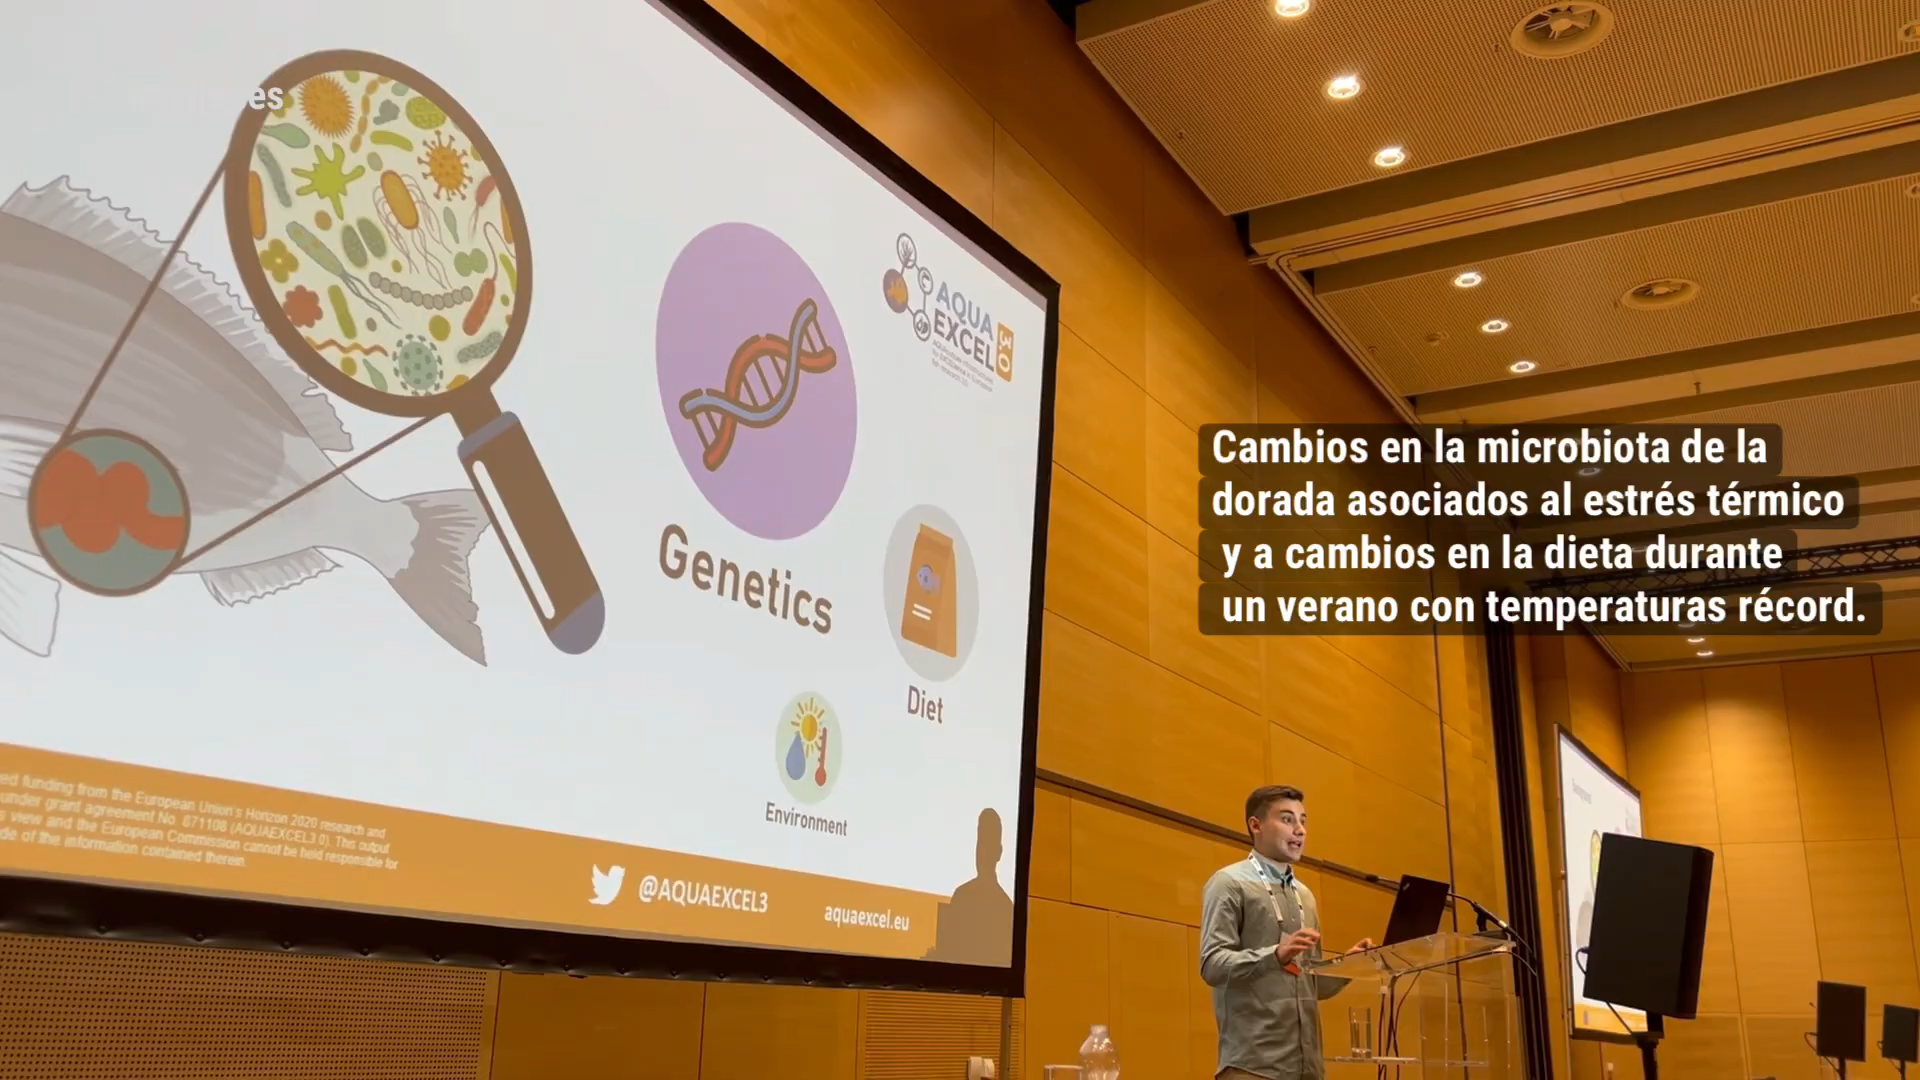 es
AQUA
EXCEL
3.0
Genetics
Diet
Environment
Cambios en la microbiota de la
dorada asociados al estrés térmico
y a cambios en la dieta durante
un verano con temperaturas récord.
ed funding from the European Union's Horizon 2020 research and
under grant agreement No. 871108 (AQUAEXCEL3.0). This output
s view and the European Commission cannot be held responsible for
de of the information contained therein.
@AQUAEXCEL3
aquaexcel.eu